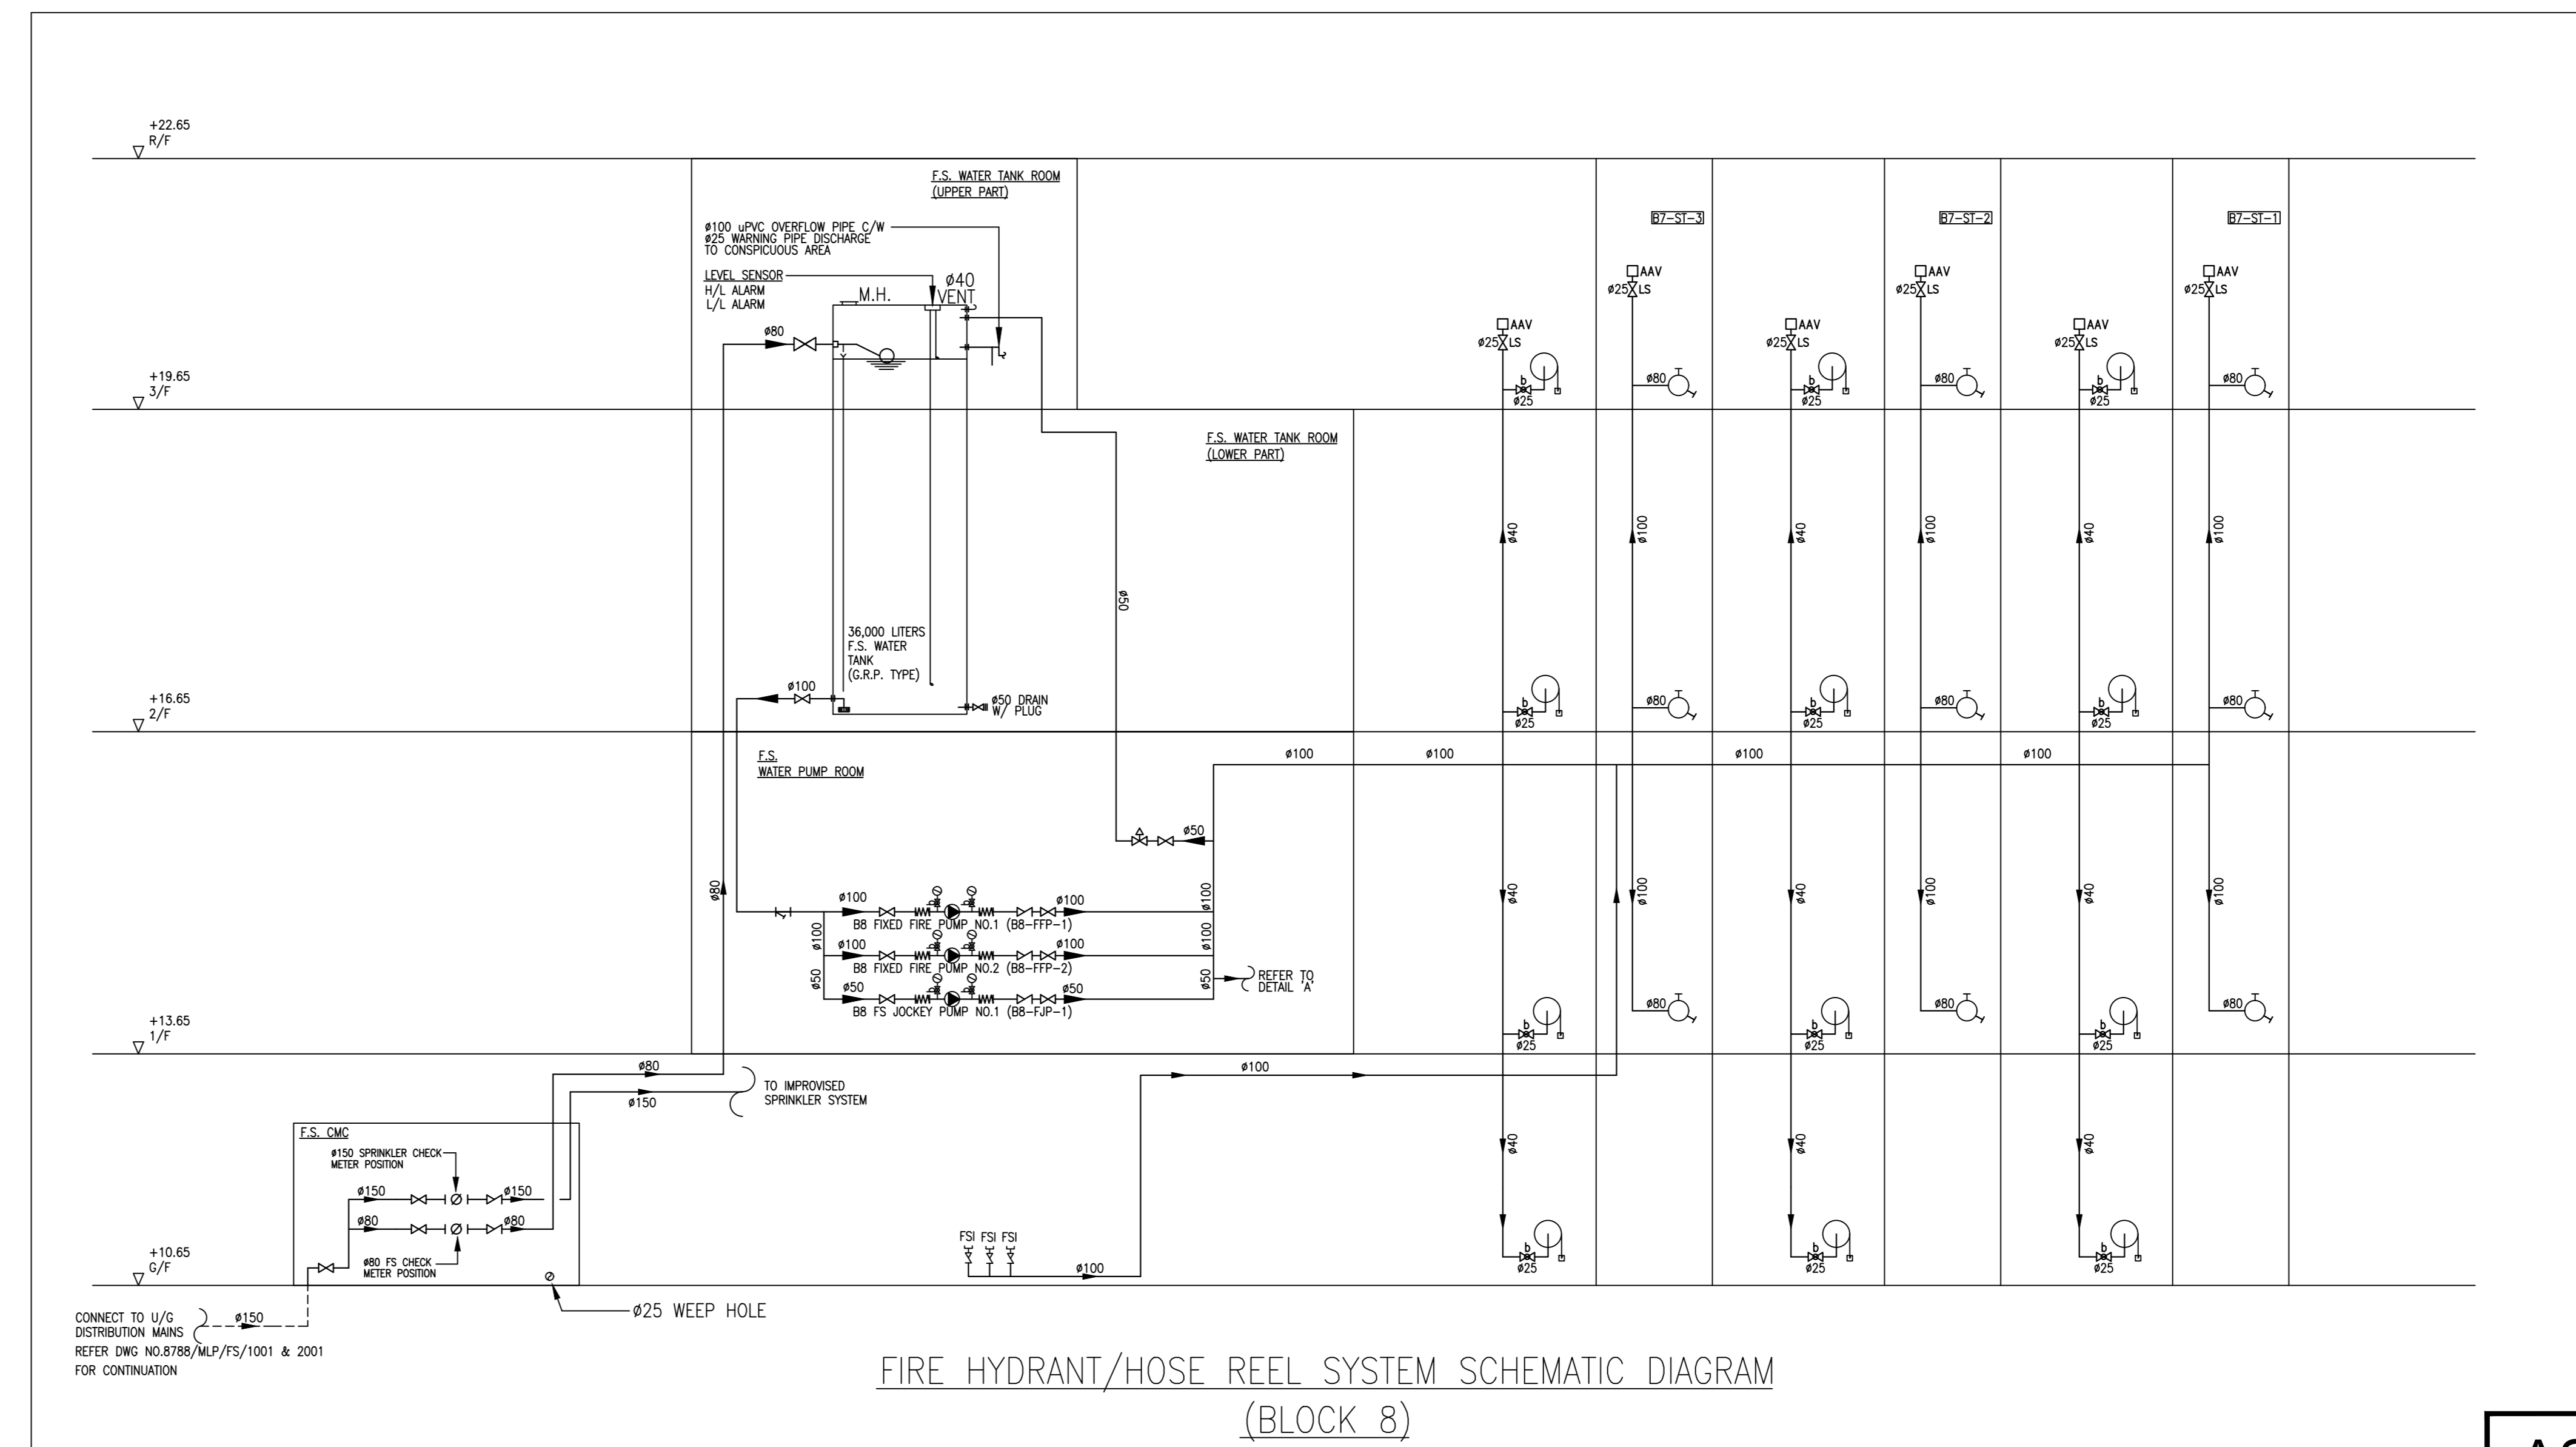 +22.65
R/F
F.S. WATER TANK ROOM
(UPPER PART)
ø100 uPVC OVERFLOW PIPE C/W
ø25 WARNING PIPE DISCHARGE
TO CONSPICUOUS AREA
LEVEL SENSOR
H/L ALARM
L/L ALARM
M.H.
ø40
VENT
ø80
B7-ST-3
B7-ST-2
B7-ST-1
AAV
AAV
AAV
ø25 LS
ø25 LS
ø25 LS
AAV
AAV
AAV
ø25 LS
ø25 LS
ø25 LS
+19.65
3/F
b
ø25
ø80
b
ø25
ø80
b
ø25
ø80
F.S. WATER TANK ROOM
(LOWER PART)
ø40
ø100
ø40
ø100
ø40
ø100
ø50
36,000 LITERS
F.S. WATER
TANK
(G.R.P. TYPE)
ø100
ø50 DRAIN
W/ PLUG
+16.65
2/F
b
ø25
ø80
b
ø25
ø80
b
ø25
ø80
F.S.
WATER PUMP ROOM
ø100
ø100
ø100
ø100
ø50
ø80
ø100
ø100
ø100
B8 FIXED FIRE PUMP NO.1 (B8-FFP-1)
ø100
ø100
ø100
ø100
B8 FIXED FIRE PUMP NO.2 (B8-FFP-2)
ø50
ø50
ø50
ø50
B8 FS JOCKEY PUMP NO.1 (B8-FJP-1)
REFER TO
DETAIL 'A'
ø40
ø100
ø40
ø100
ø40
ø100
+13.65
1/F
b
ø25
ø80
b
ø25
ø80
b
ø25
ø80
ø80
ø150
TO IMPROVISED
SPRINKLER SYSTEM
ø100
F.S. CMC
ø150 SPRINKLER CHECK
METER POSITION
ø150
ø150
ø80
ø80
ø80 FS CHECK
METER POSITION
ø40
ø40
ø40
+10.65
G/F
FSI FSI FSI
ø100
b
ø25
b
ø25
b
ø25
ø25 WEEP HOLE
CONNECT TO U/G
DISTRIBUTION MAINS
ø150
REFER DWG NO.8788/MLP/FS/1001 & 2001
FOR CONTINUATION
FIRE HYDRANT/HOSE REEL SYSTEM SCHEMATIC DIAGRAM
(BLOCK 8)